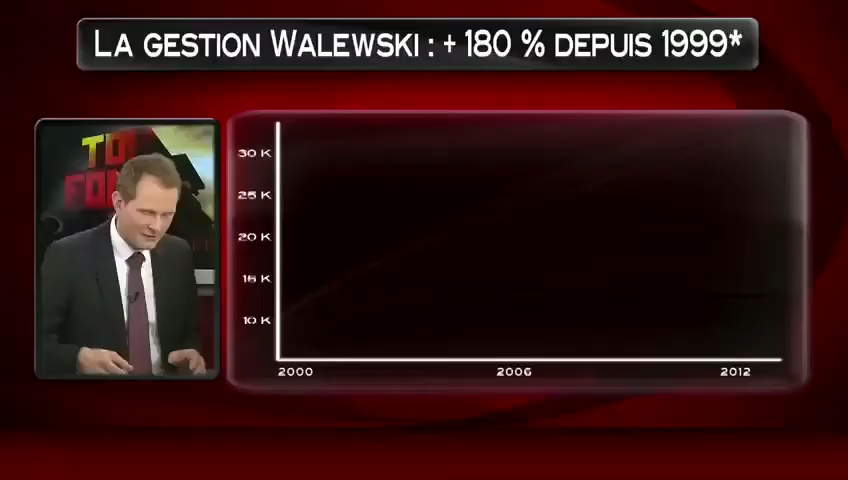 LA GESTION WALEWSKI : + 180 % DEPUIS 1999*
30 K
25 K
20 K
15 K
10 K
2000 2006 2012